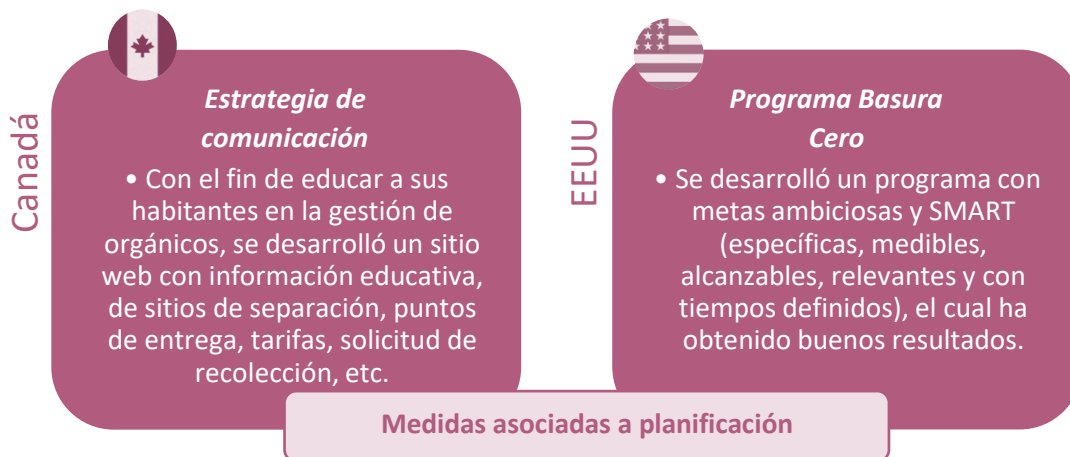 Canadá
Estrategia de
comunicación
• Con el fin de educar a sus
habitantes en la gestión de
orgánicos, se desarrolló un sitio
web con información educativa,
de sitios de separación, puntos
de entrega, tarifas, solicitud de
recolección, etc.
EEUU
Programa Basura
Cero
• Se desarrolló un programa con
metas ambiciosas y SMART
(específicas, medibles,
alcanzables, relevantes y con
tiempos definidos), el cual ha
obtenido buenos resultados.
Medidas asociadas a planificación